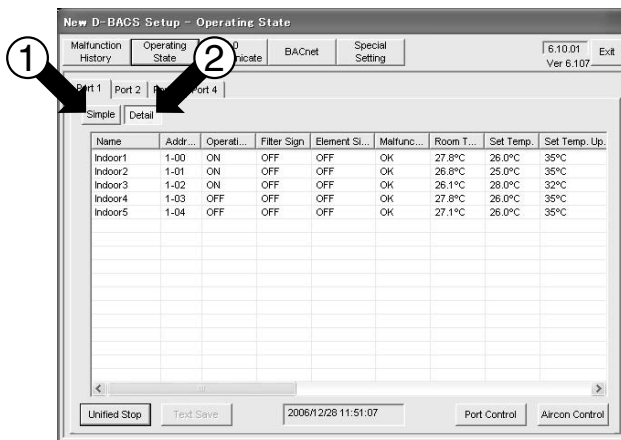 New D-BACS Setup - Operating State
Malfunction History
Operating State
BACnet
Special Setting
6.10.01
Ver 6.107
Exit
1
2
Port 1 Port 2 Port 4
Simple Detail
Name Addr... Operati... Filter Sign Element Si... Malfunc... Room T... Set Temp. Set Temp. Up.
Indoor1 1-00 ON OFF OFF OK 27.8°C 26.0°C 35°C
Indoor2 1-01 ON OFF OFF OK 26.8°C 25.0°C 35°C
Indoor3 1-02 ON OFF OFF OK 26.1°C 28.0°C 32°C
Indoor4 1-03 OFF OFF OFF OK 27.8°C 26.0°C 35°C
Indoor5 1-04 OFF OFF OFF OK 27.1°C 26.0°C 35°C
Unified Stop Text Save 2006/12/28 11:51:07 Port Control Aircon Control